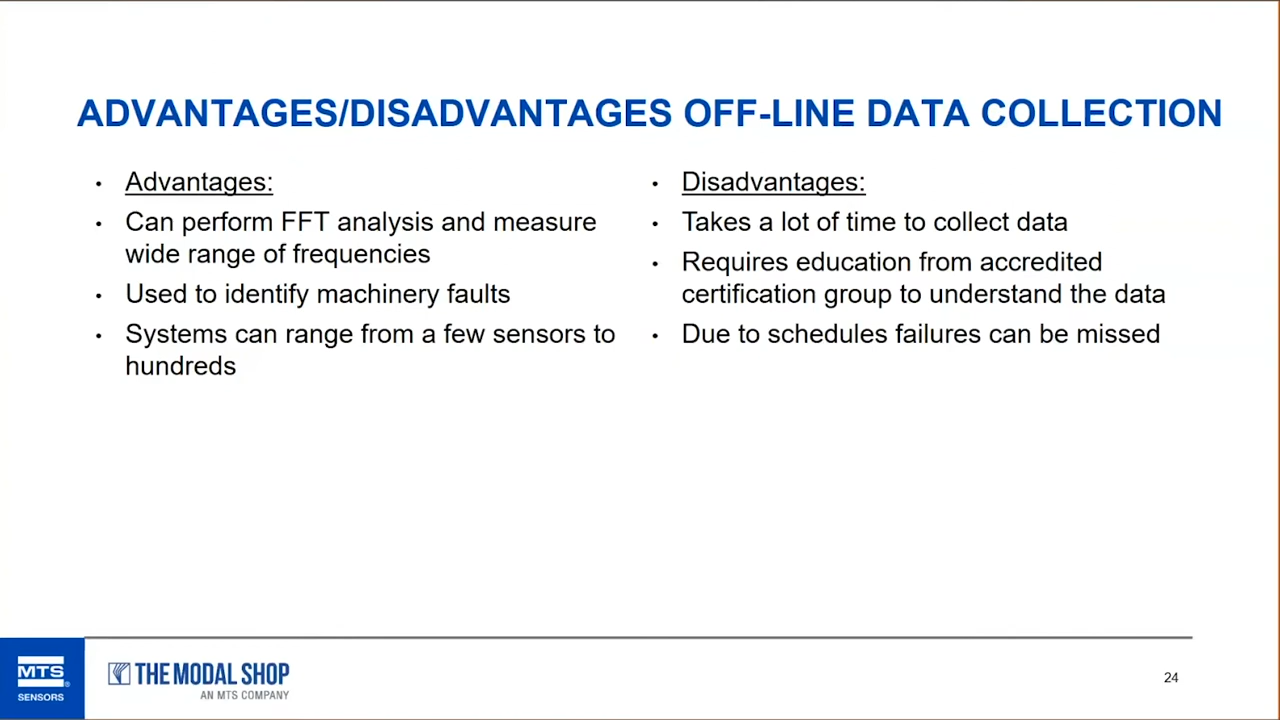 ADVANTAGES/DISADVANTAGES OFF-LINE DATA COLLECTION
• Advantages:
• Can perform FFT analysis and measure
wide range of frequencies
• Used to identify machinery faults
• Systems can range from a few sensors to
hundreds
• Disadvantages:
• Takes a lot of time to collect data
• Requires education from accredited
certification group to understand the data
• Due to schedules failures can be missed
MTS®
SENSORS
THE MODAL SHOP
AN MTS COMPANY
24